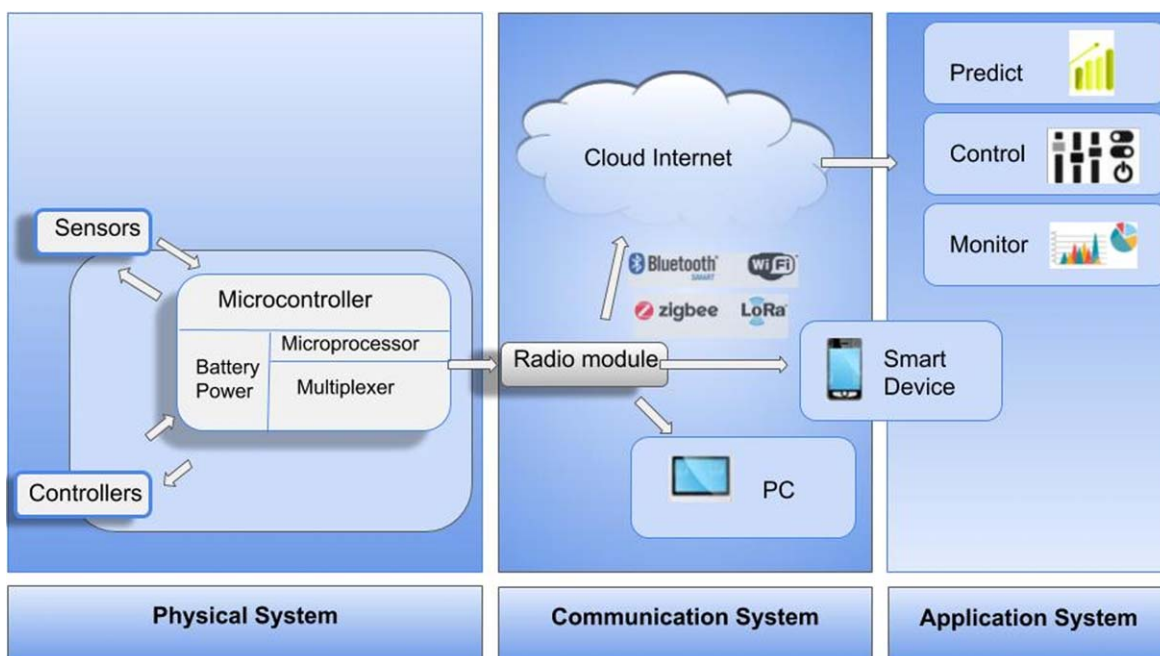 Sensors
Microcontroller
Microprocessor
Battery
Power
Multiplexer
Controllers
Physical System
Cloud Internet
Bluetooth
SMART
WiFi
zigbee
LoRa
Radio module
Smart
Device
PC
Communication System
Predict
Control
Monitor
Application System